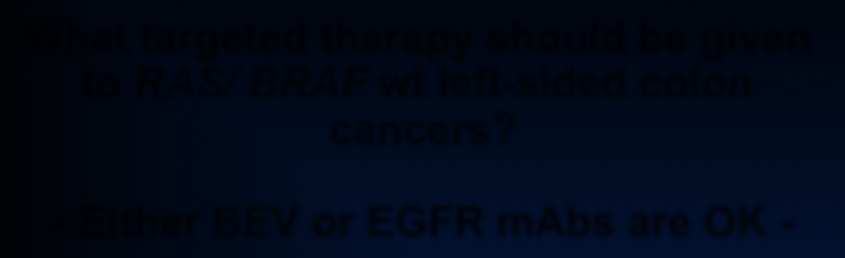 What targeted therapy should be given
to RAS/ BRAF wt left-sided colon
cancers?
- Either BEV or EGFR mAbs are OK -